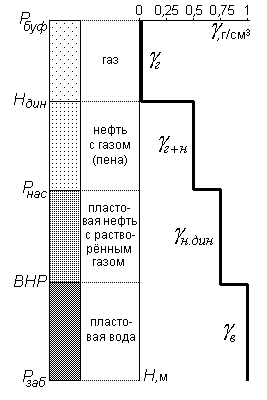 Pбуф
0 0,25 0,5 0,75 1
γ,г/см³
газ
γг
Hдин
нефть
с газом
(пена)
γг+н
Pнас
пласто-
вая нефть
с раство-
рённым
газом
γн.дин
ВНР
пласто-
вая вода
γв
Pзаб
H,м